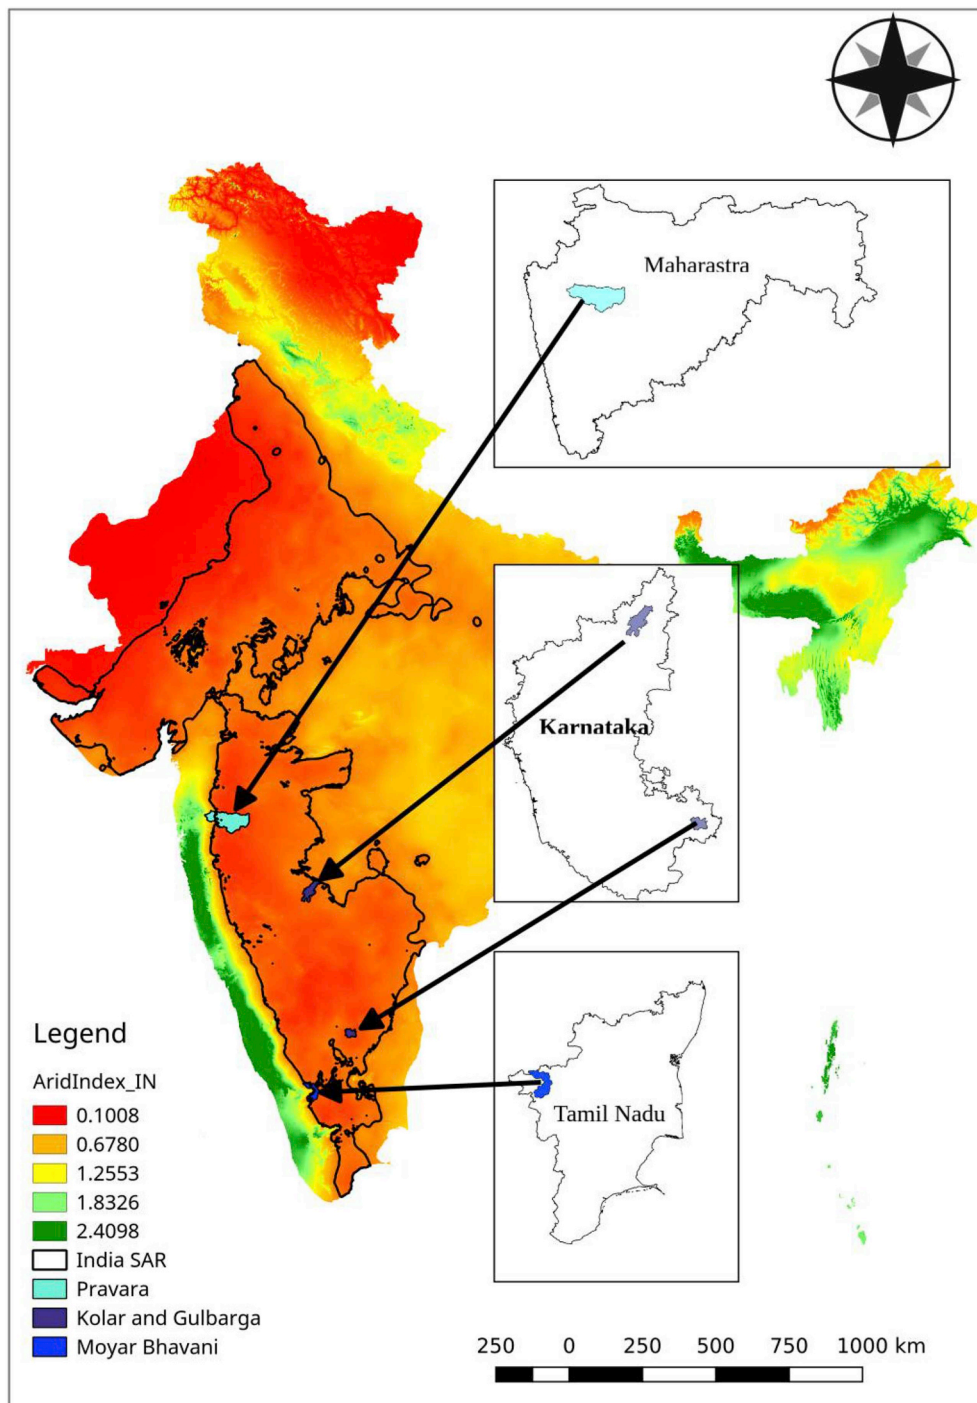 Maharastra
Karnataka
Tamil Nadu
Legend
AridIndex_IN
0.1008
0.6780
1.2553
1.8326
2.4098
India SAR
Pravara
Kolar and Gulbarga
Moyar Bhavani
250 0 250 500 750 1000 km